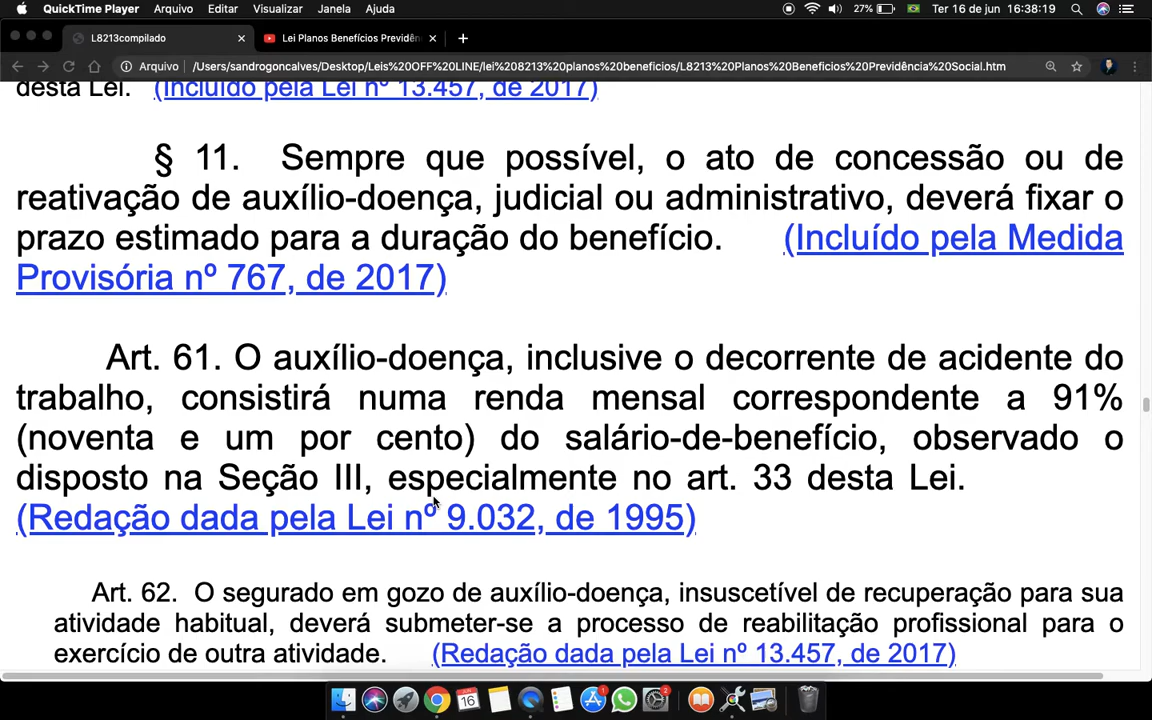 QuickTime Player Arquivo Editar Visualizar Janela Ajuda 27% Ter 16 de jun 16:38:19
L8213compilado Lei Planos Benefícios Previdên
Arquivo /Users/sandrogoncalves/Desktop/Leis%20OFF%20LINE/lei%208213%20planos%20beneficios/L8213%20Planos%20Beneficios%20Previdência%20Social.htm
desta Lei. (Incluído pela Lei nº 13.457, de 2017)
§ 11. Sempre que possível, o ato de concessão ou de
reativação de auxílio-doença, judicial ou administrativo, deverá fixar o
prazo estimado para a duração do benefício. (Incluído pela Medida
Provisória nº 767, de 2017)
Art. 61. O auxílio-doença, inclusive o decorrente de acidente do
trabalho, consistirá numa renda mensal correspondente a 91%
(noventa e um por cento) do salário-de-benefício, observado o
disposto na Seção III, especialmente no art. 33 desta Lei.
(Redação dada pela Lei nº 9.032, de 1995)
Art. 62. O segurado em gozo de auxílio-doença, insuscetível de recuperação para sua
atividade habitual, deverá submeter-se a processo de reabilitação profissional para o
exercício de outra atividade. (Redação dada pela Lei nº 13.457, de 2017)
16 1 2